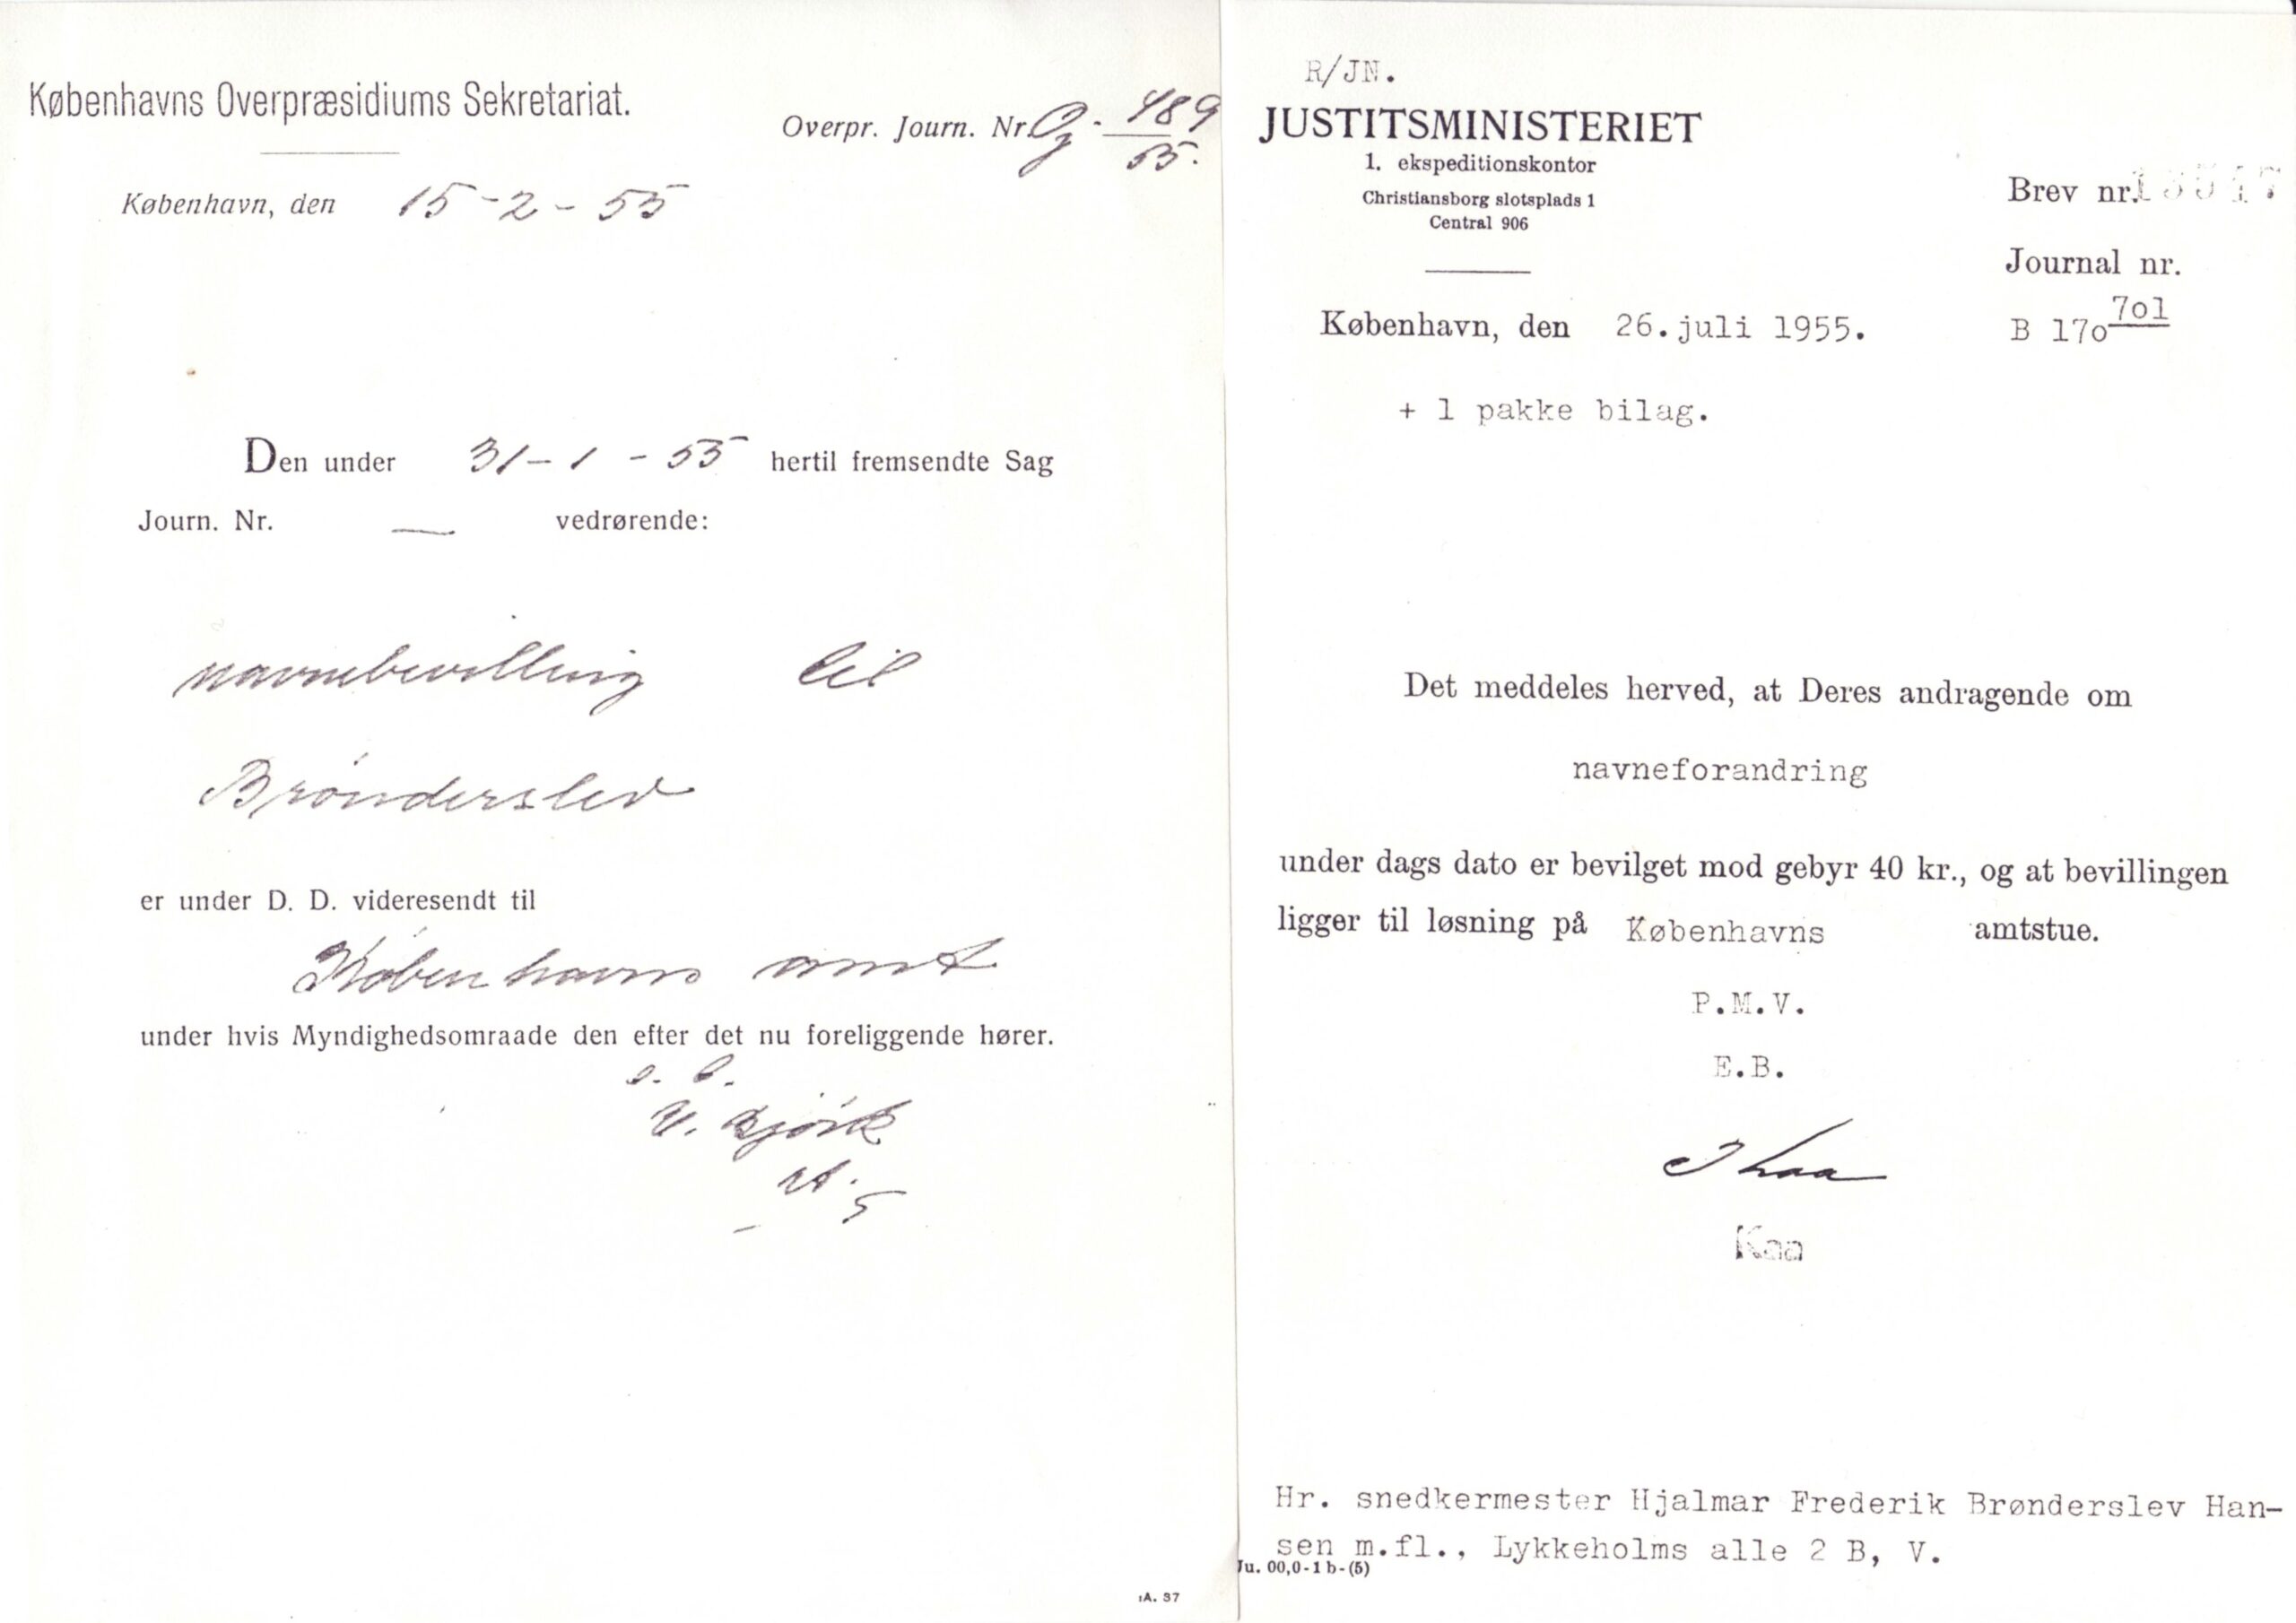 Københavns Overpræsidiums Sekretariat.
Overpr. Journ. Nr. 489
55.
København, den 15-2-55
Den under 31-1-55 hertil fremsendte Sag
Journ. Nr. — vedrørende:
navnebevilling til
Brønderslev
er under D. D. videresendt til
Københavns amt
under hvis Myndighedsomraade den efter det nu foreliggende hører.
V. Bjørk
1A. 37
R/JN.
JUSTITSMINISTERIET
1. ekspeditionskontor
Christiansborg slotsplads 1
Central 906
Brev nr.
Journal nr.
København, den 26.juli 1955.
B 17o 7o1
+ 1 pakke bilag.
Det meddeles herved, at Deres andragende om
navneforandring
under dags dato er bevilget mod gebyr 40 kr., og at bevillingen
ligger til løsning på Københavns amtstue.
P.M.V.
E.B.
Kaa
Hr. snedkermester Hjalmar Frederik Brønderslev Han-
sen m.fl., Lykkeholms alle 2 B, V.
Ju. 00,0-1 b-(5)